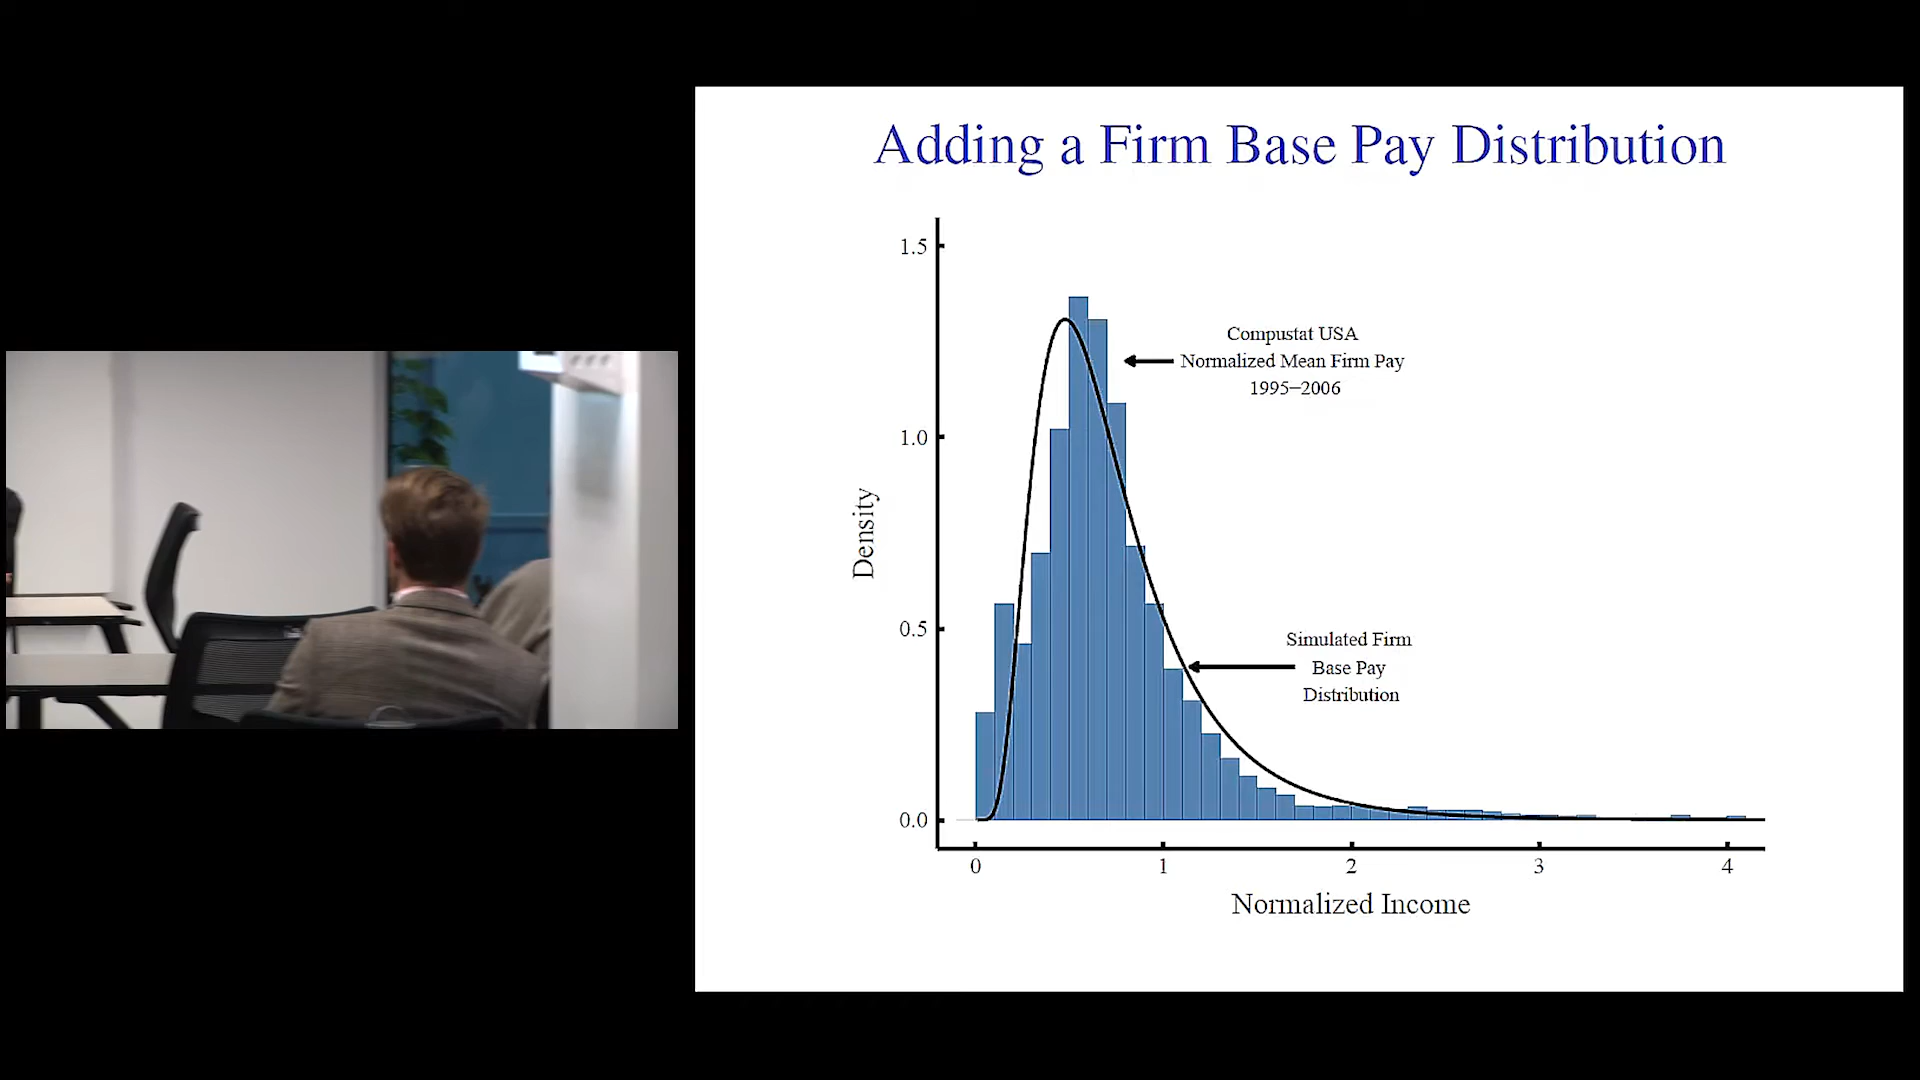 Adding a Firm Base Pay Distribution
1.5
1.0
0.5
0.0
Density
Compustat USA
Normalized Mean Firm Pay
1995–2006
Simulated Firm
Base Pay
Distribution
0 1 2 3 4
Normalized Income